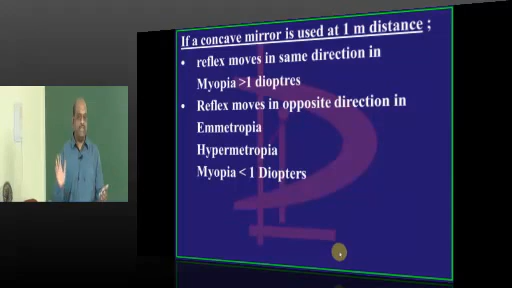 If a concave mirror is used at 1 m distance ;
• reflex moves in same direction in
Myopia >1 dioptres
• Reflex moves in opposite direction in
Emmetropia
Hypermetropia
Myopia < 1 Diopters